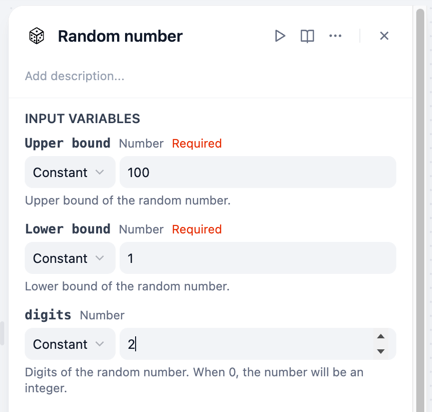 Random number
Add description...
INPUT VARIABLES
Upper bound Number Required
Constant 100
Upper bound of the random number.
Lower bound Number Required
Constant 1
Lower bound of the random number.
digits Number
Constant 2
Digits of the random number. When 0, the number will be an
integer.